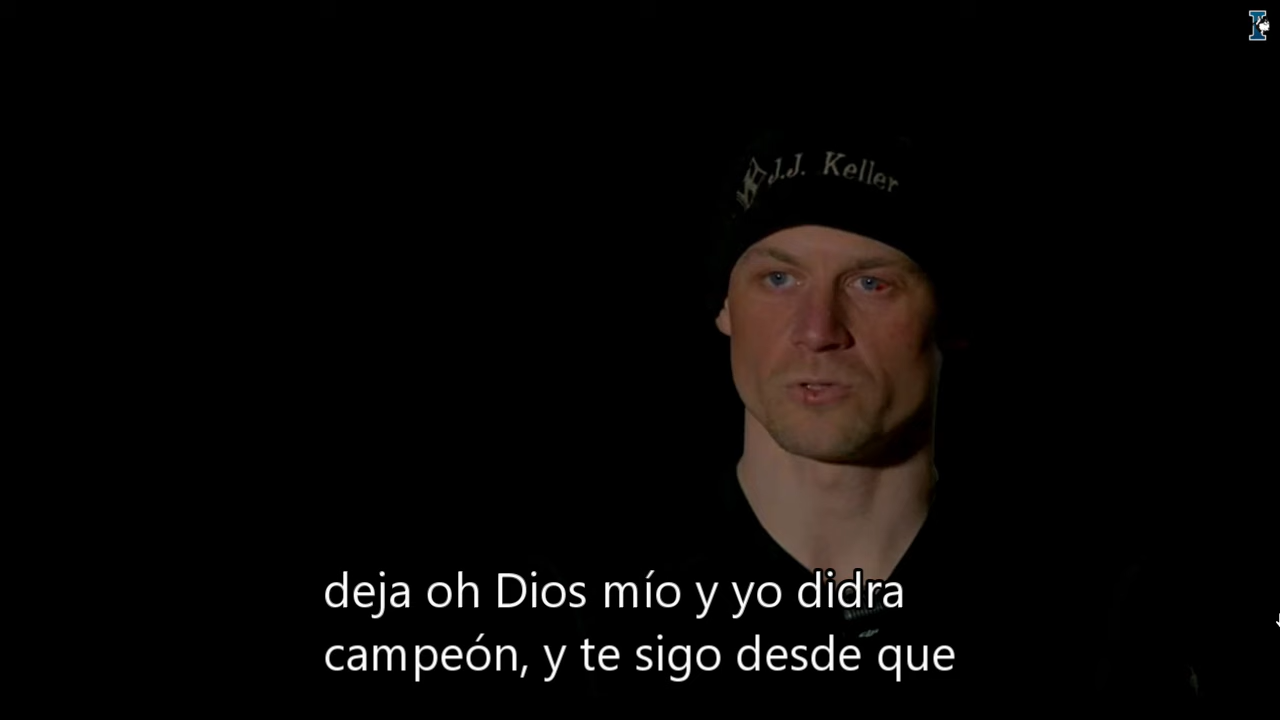 J.J. Keller
deja oh Dios mío y yo didra
campeón, y te sigo desde que